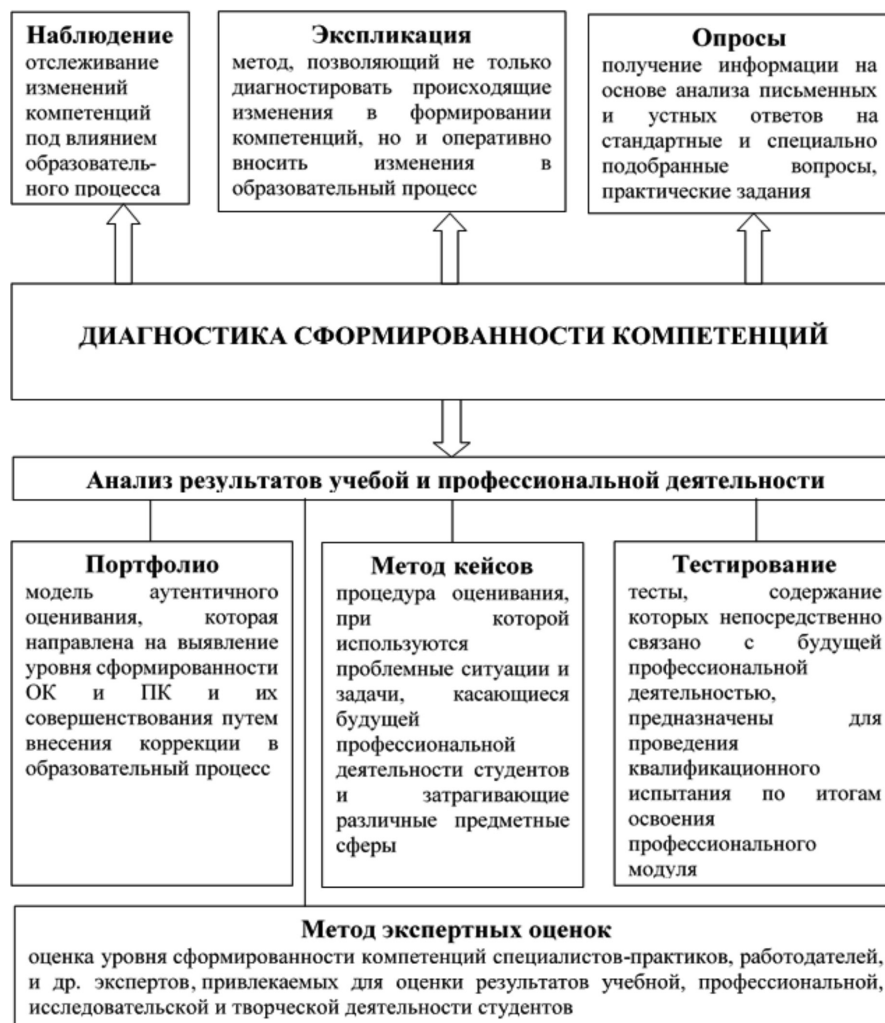 Наблюдение
отслеживание
изменений
компетенций
под влиянием
образователь-
ного процесса
Экспликация
метод, позволяющий не только
диагностировать происходящие
изменения в формировании
компетенций, но и оперативно
вносить изменения в
образовательный процесс
Опросы
получение информации на
основе анализа письменных
и устных ответов на
стандартные и специально
подобранные вопросы,
практические задания
ДИАГНОСТИКА СФОРМИРОВАННОСТИ КОМПЕТЕНЦИЙ
Анализ результатов учебой и профессиональной деятельности
Портфолио
модель аутентичного
оценивания, которая
направлена на выявление
уровня сформированности
ОК и ПК и их
совершенствования путем
внесения коррекции в
образовательный процесс
Метод кейсов
процедура оценивания,
при которой
используются
проблемные ситуации и
задачи, касающиеся
будущей
профессиональной
деятельности студентов
и затрагивающие
различные предметные
сферы
Тестирование
тесты, содержание
которых непосредственно
связано с будущей
профессиональной
деятельностью,
предназначены для
проведения
квалификационного
испытания по итогам
освоения
профессионального
модуля
Метод экспертных оценок
оценка уровня сформированности компетенций специалистов-практиков, работодателей,
и др. экспертов, привлекаемых для оценки результатов учебной, профессиональной,
исследовательской и творческой деятельности студентов